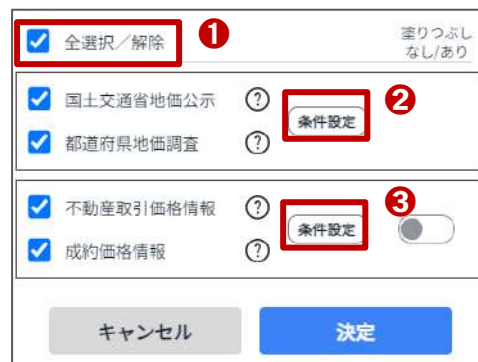 全選択／解除
❶
塗りつぶし
なし/あり
国土交通省地価公示 ?
都道府県地価調査 ?
条件設定
❷
不動産取引価格情報 ?
成約価格情報 ?
条件設定
❸
キャンセル
決定